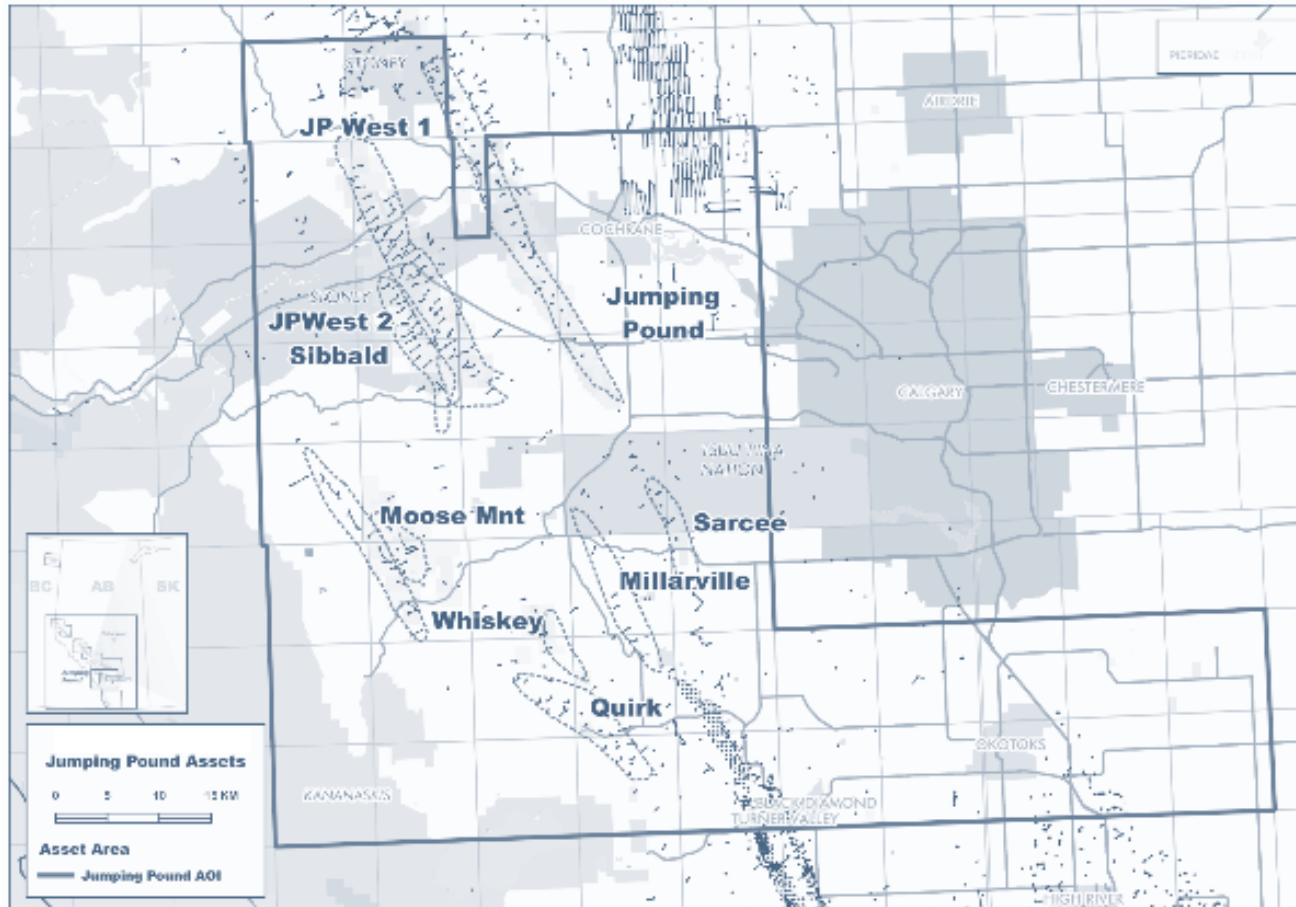 STONEY
PIERIDAE
AIRDRIE
JP West 1
COCHRANE
STONEY
Jumping
Pound
JPWest 2
Sibbald
CALGARY
CHESTERMERE
NATION
Moose Mnt
Sarcee
BC AB SK
Millarville
Whiskey
Quirk
Jumping Pound Assets
0 5 10 15 KM
Asset Area
Jumping Pound AOI
KANANASKIS
OKOTOKS
BLACK DIAMOND
TURNER VALLEY
HIGH RIVER